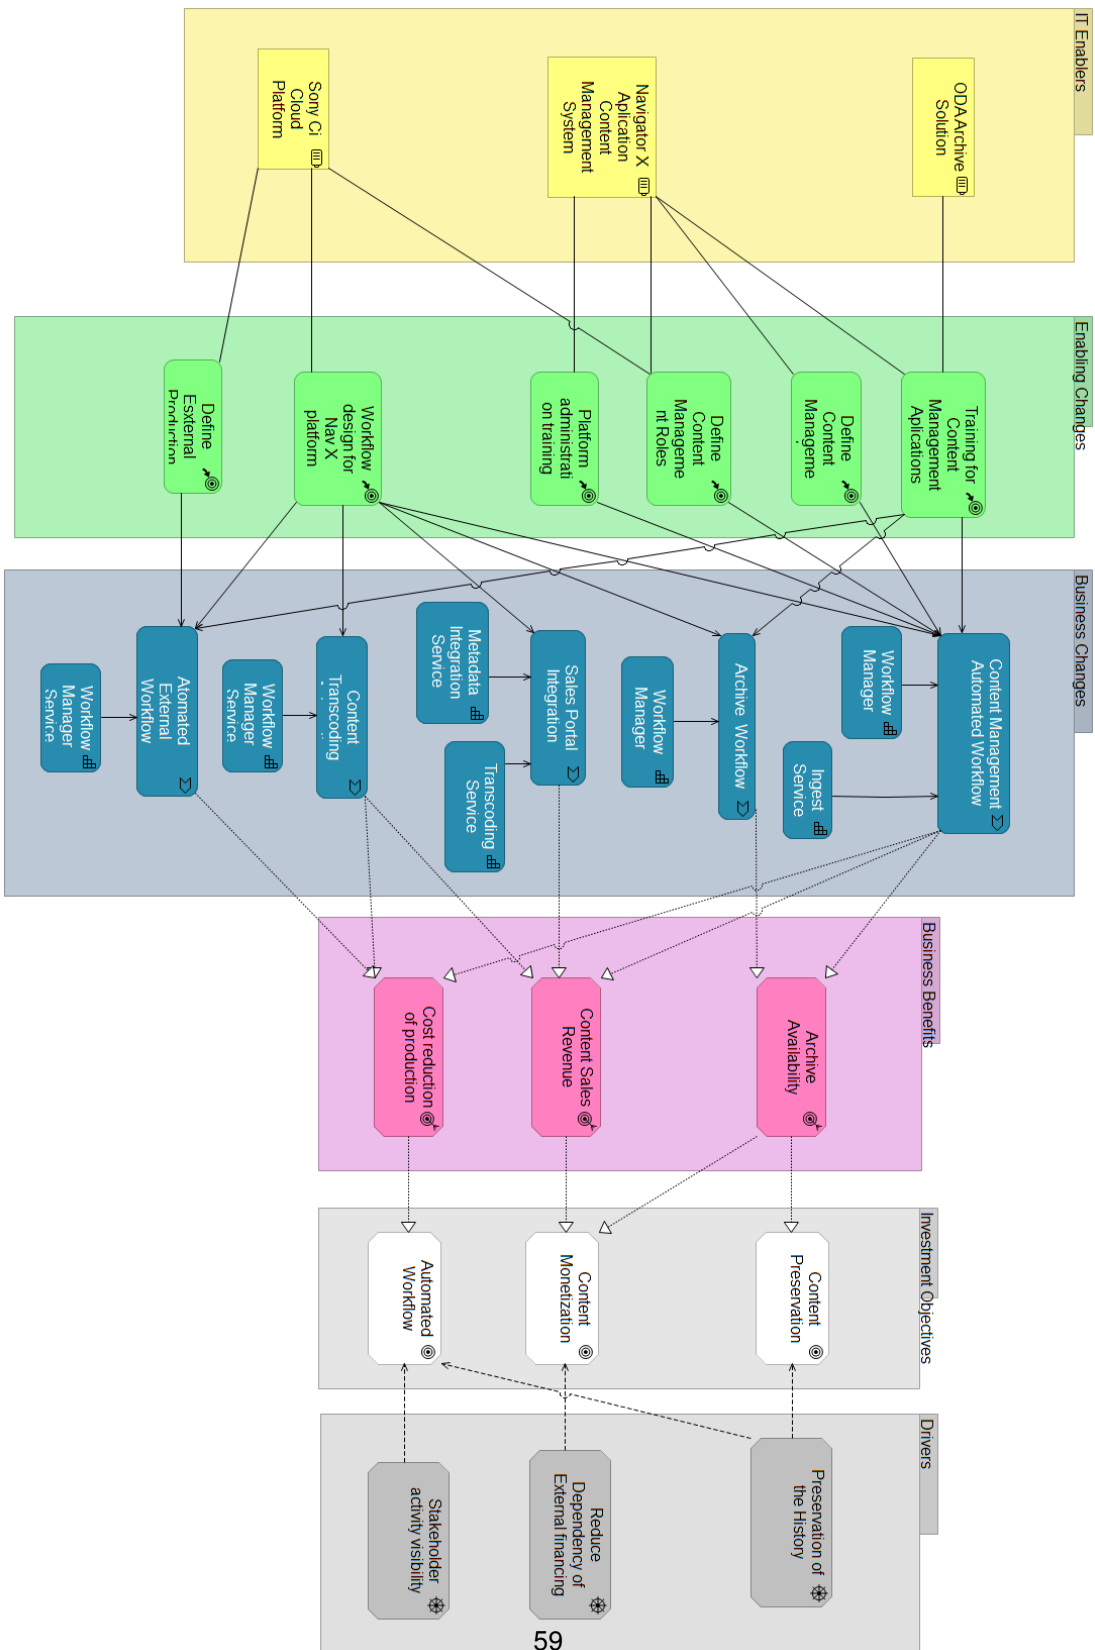 IT Enablers
ODA Archive
Solution
Navigator X
Aplication
Content
Management
System
Sony Ci
Cloud
Platform
Enabling Changes
Training for
Content
Management
Aplications
Define
Content
Manageme
Define
Content
Manageme
nt Roles
Platform
administrati
on training
Workflow
design for
Nav X
platform
Define
Esxternal
Production
Business Changes
Content Management
Automated Workflow
Workflow
Manager
Ingest
Service
Archive Workflow
Workflow
Manager
Sales Portal
Integration
Metadata
Integration
Service
Transcoding
Service
Content
Transcoding
Workflow
Manager
Service
Atomated
External
Workflow
Workflow
Manager
Service
Business Benefits
Archive
Availability
Content Sales
Revenue
Cost reduction
of production
Investment Objectives
Content
Preservation
Content
Monetization
Automated
Workflow
Drivers
Preservation of
the History
Reduce
Dependency of
External financing
Stakeholder
activity visibility
59